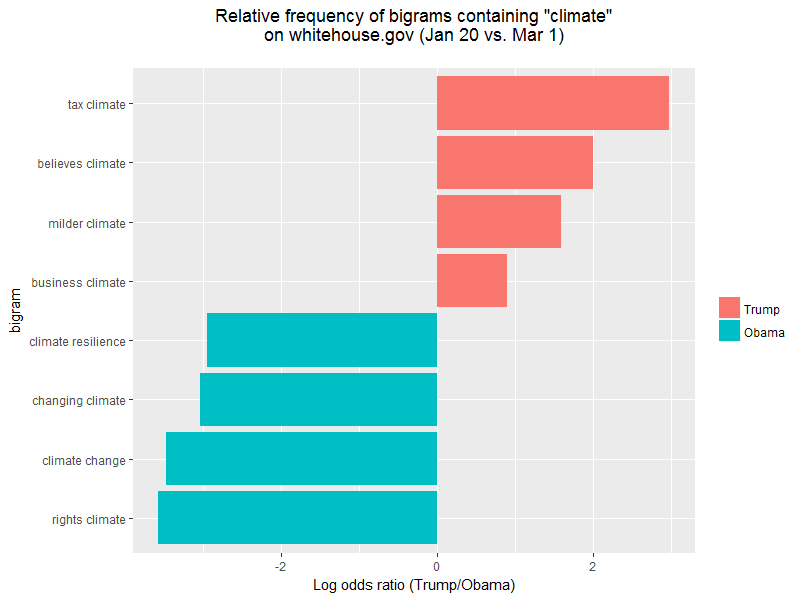 Relative frequency of bigrams containing "climate"
on whitehouse.gov (Jan 20 vs. Mar 1)
tax climate
believes climate
milder climate
business climate
climate resilience
changing climate
climate change
rights climate
bigram
-2
0
2
Log odds ratio (Trump/Obama)
Trump
Obama